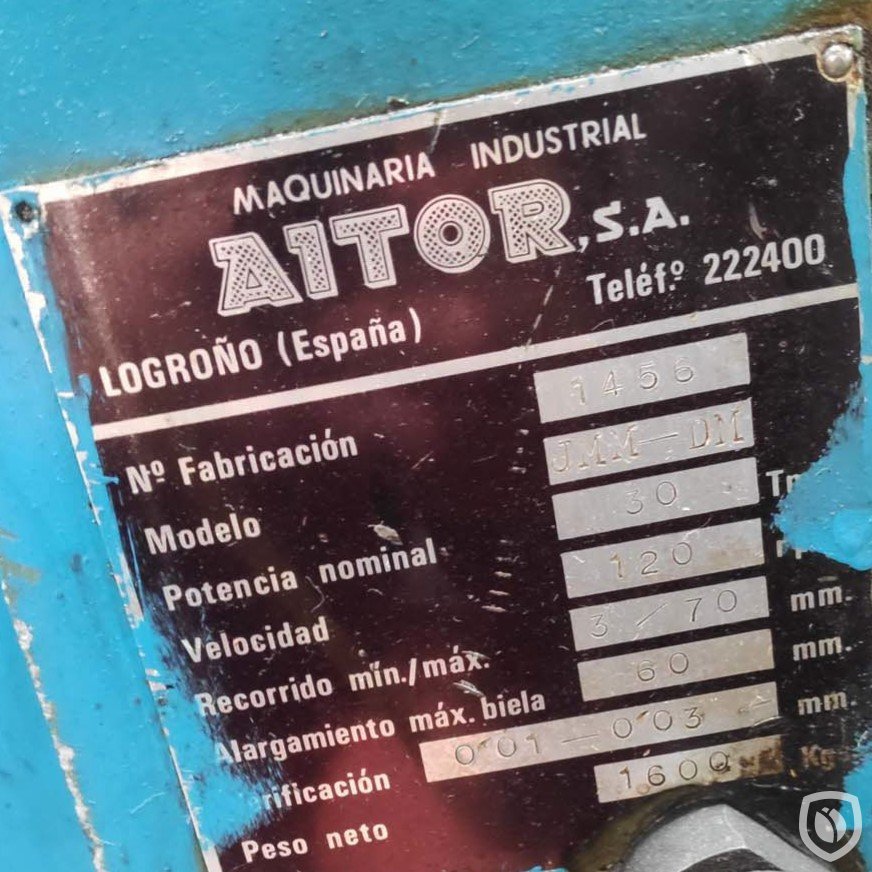 MAQUINARIA INDUSTRIAL
AITOR, S.A.
LOGROÑO (España) Teléf.º 222400
Nº Fabricación 1456
Modelo JMM-DM
Potencia nominal 30
Velocidad 120
Recorrido mín./máx. 3/70 mm.
Alargamiento máx. biela 60 mm.
0'01-0'03 mm.
Peso neto 1600 Kg